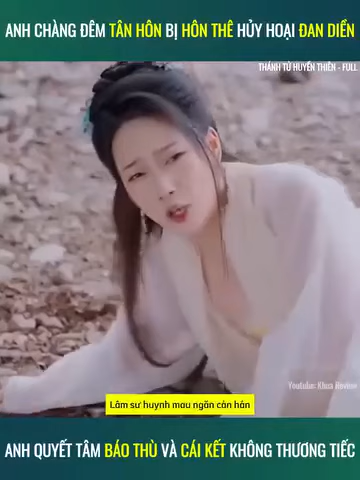 ANH CHÀNG ĐÊM TÂN HÔN BỊ HÔN THÊ HỦY HOẠI ĐAN DIỀN
THÁNH TỬ HUYỀN THIÊN - FULL
Youtube: Khoa Review
Lâm sư huynh mau ngăn cản hắn
ANH QUYẾT TÂM BÁO THÙ VÀ CÁI KẾT KHÔNG THƯƠNG TIẾC